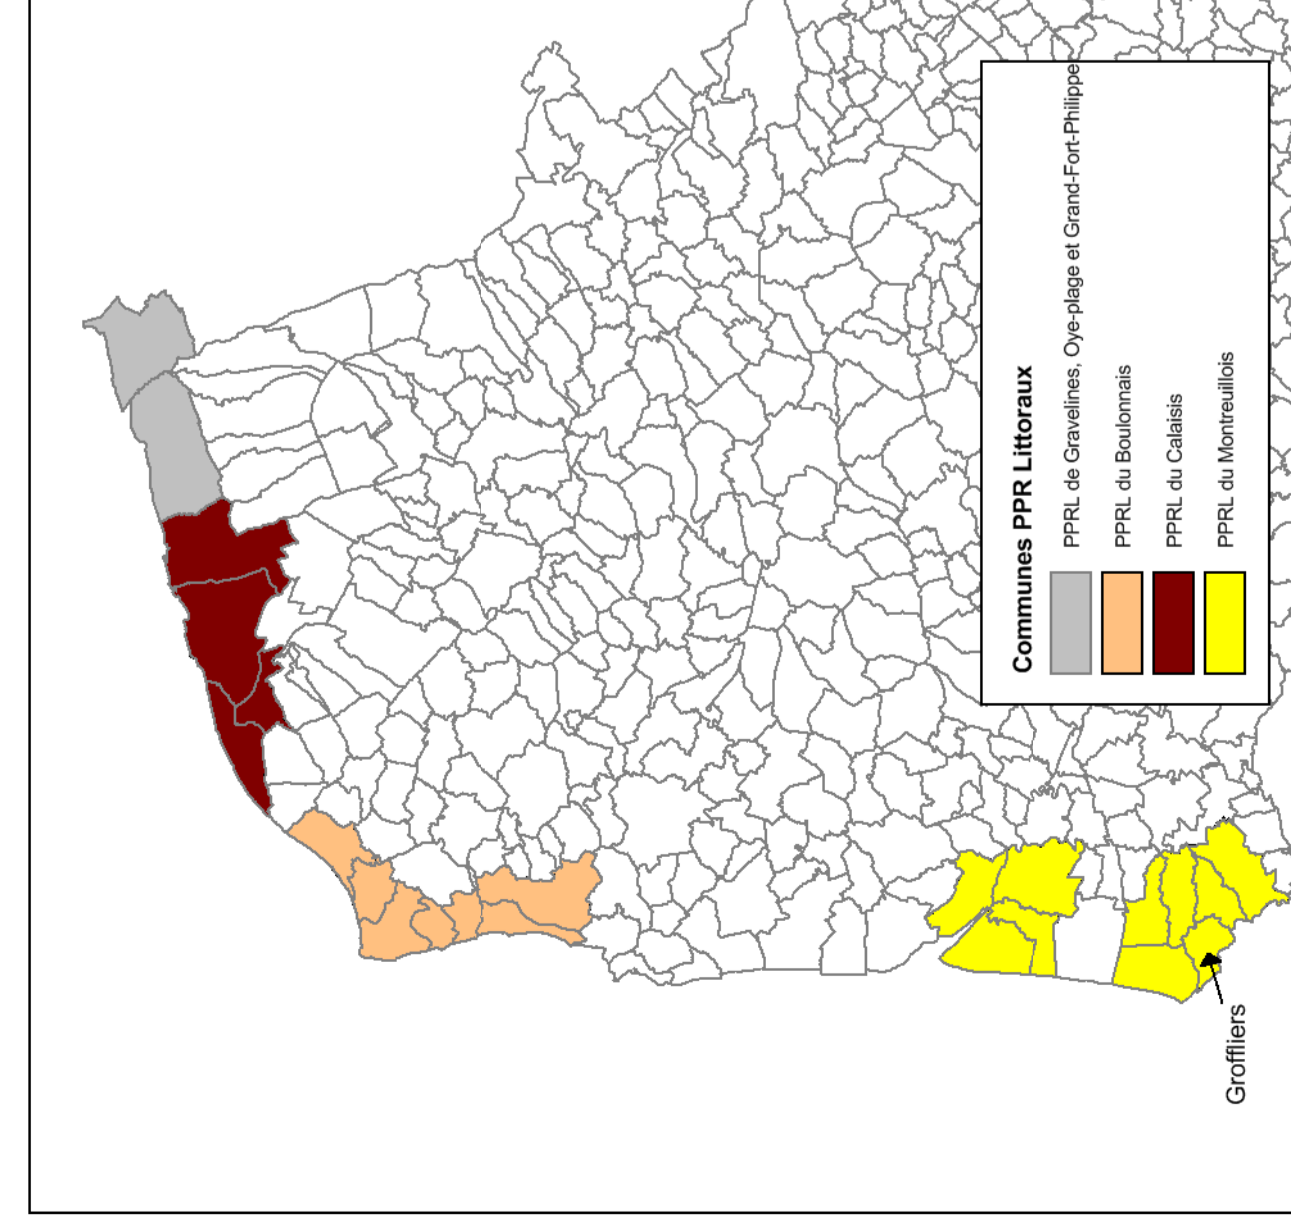 Communes PPR Littoraux
PPRL de Gravelines, Oye-plage et Grand-Fort-Philippe
PPRL du Boulonnais
PPRL du Calaisis
PPRL du Montreuillois
Groffliers